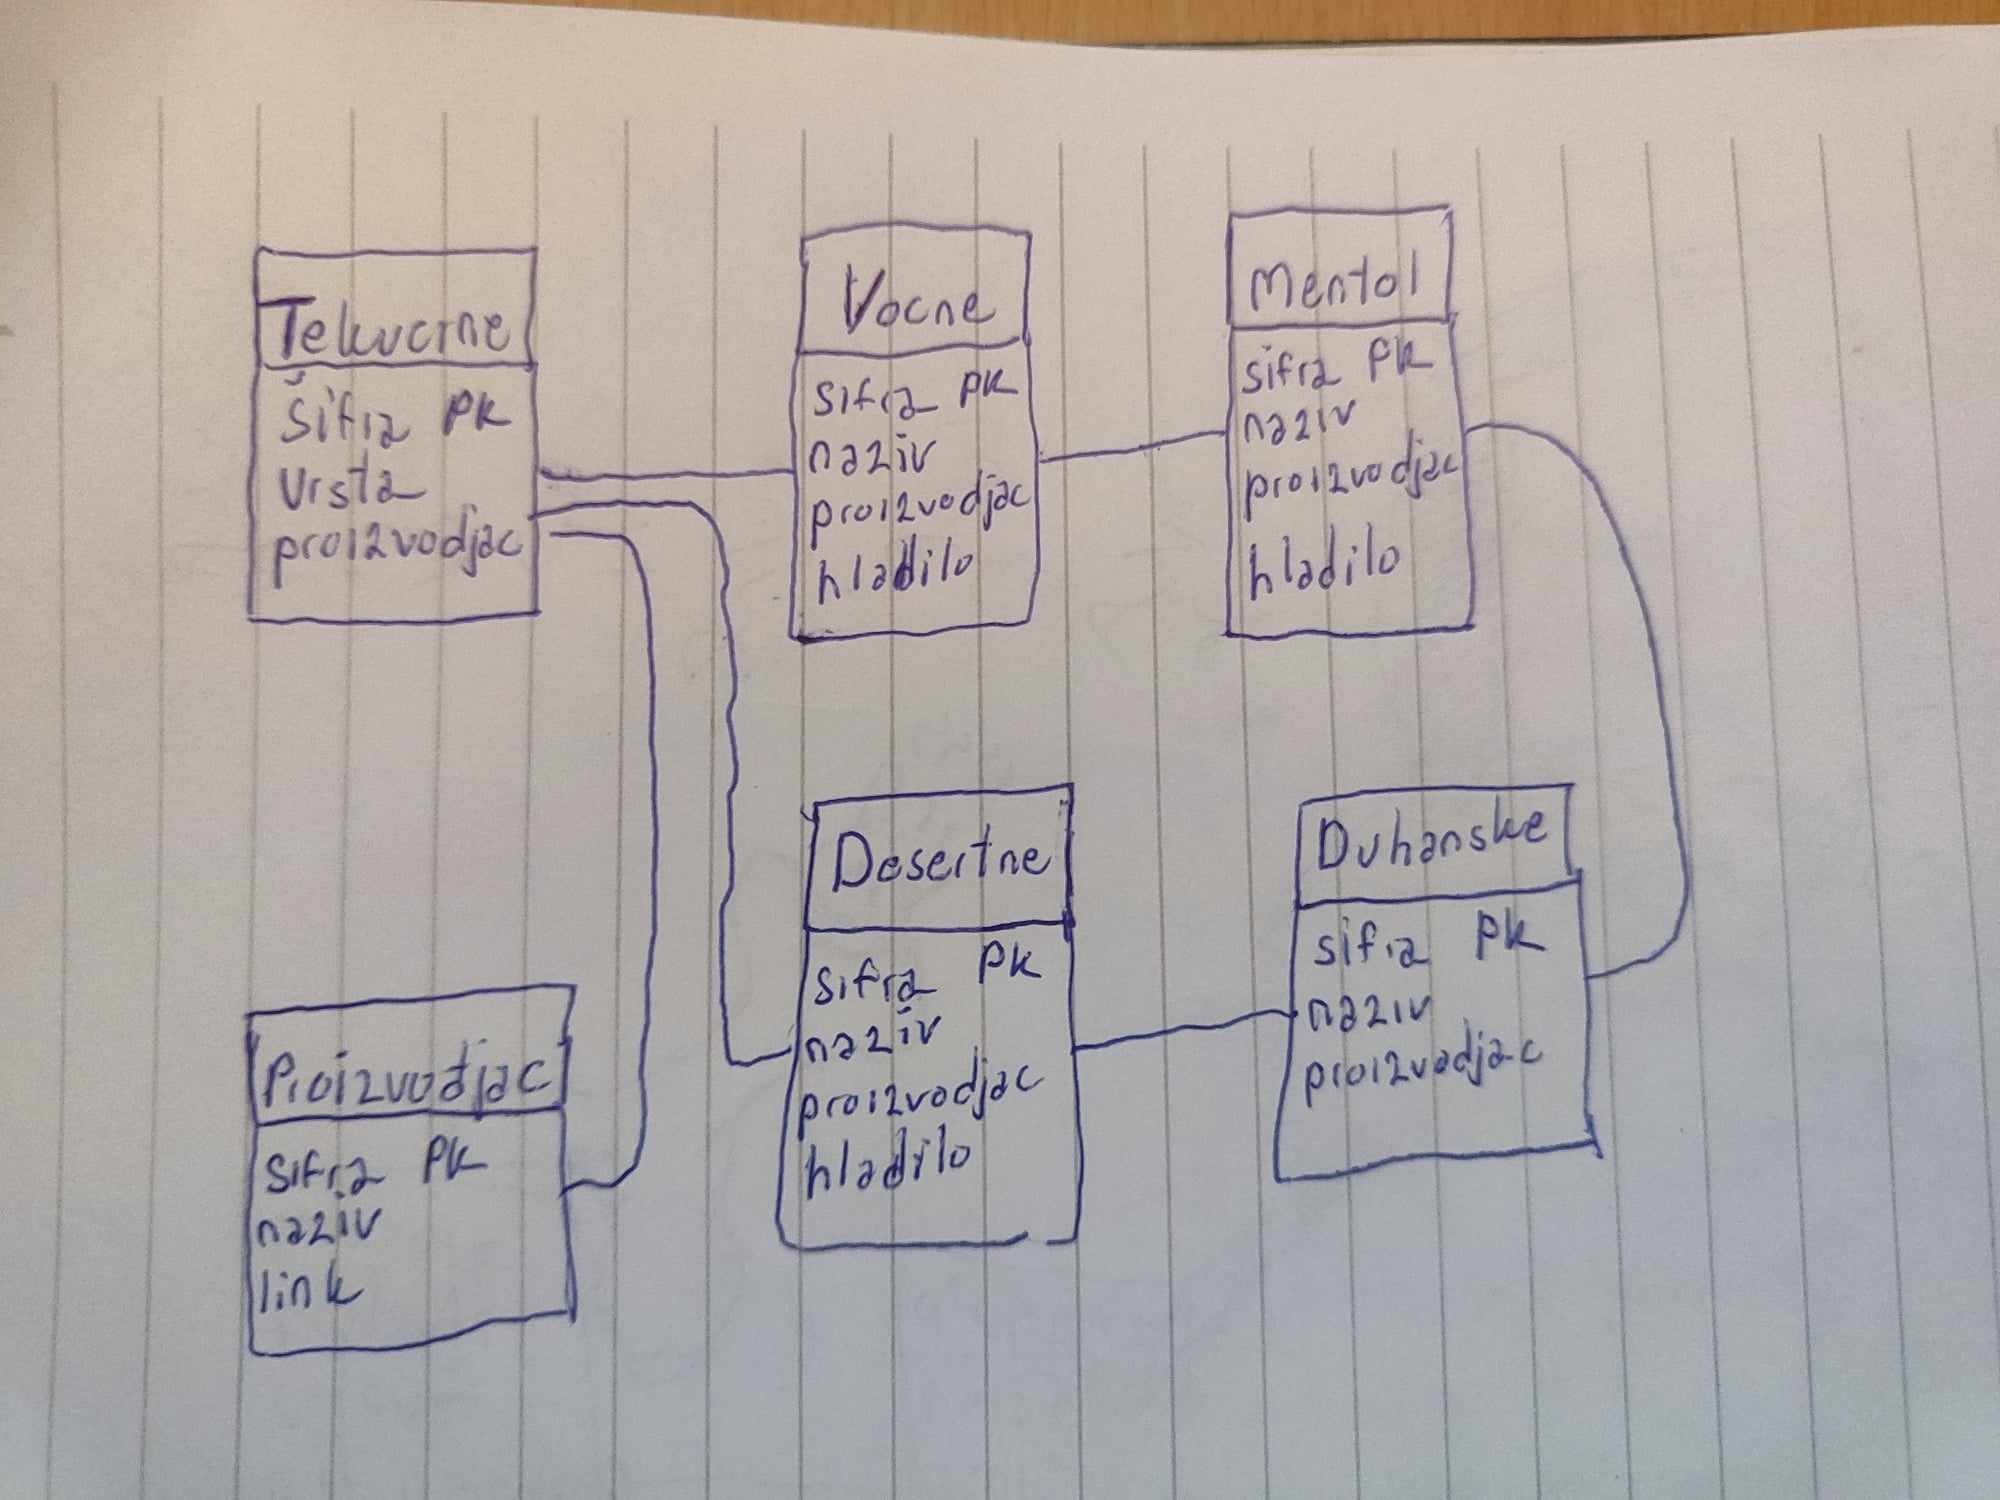 Tekucine
Šifra PK
Vrsta
proizvodjac
Vocne
sifra PK
naziv
proizvodjac
hladilo
Mentol
sifra PK
naziv
proizvodjac
hladilo
Proizvodjac
sifra PK
naziv
link
Desertne
sifra PK
naziv
proizvodjac
hladilo
Duhanske
sifra PK
naziv
proizvodjac